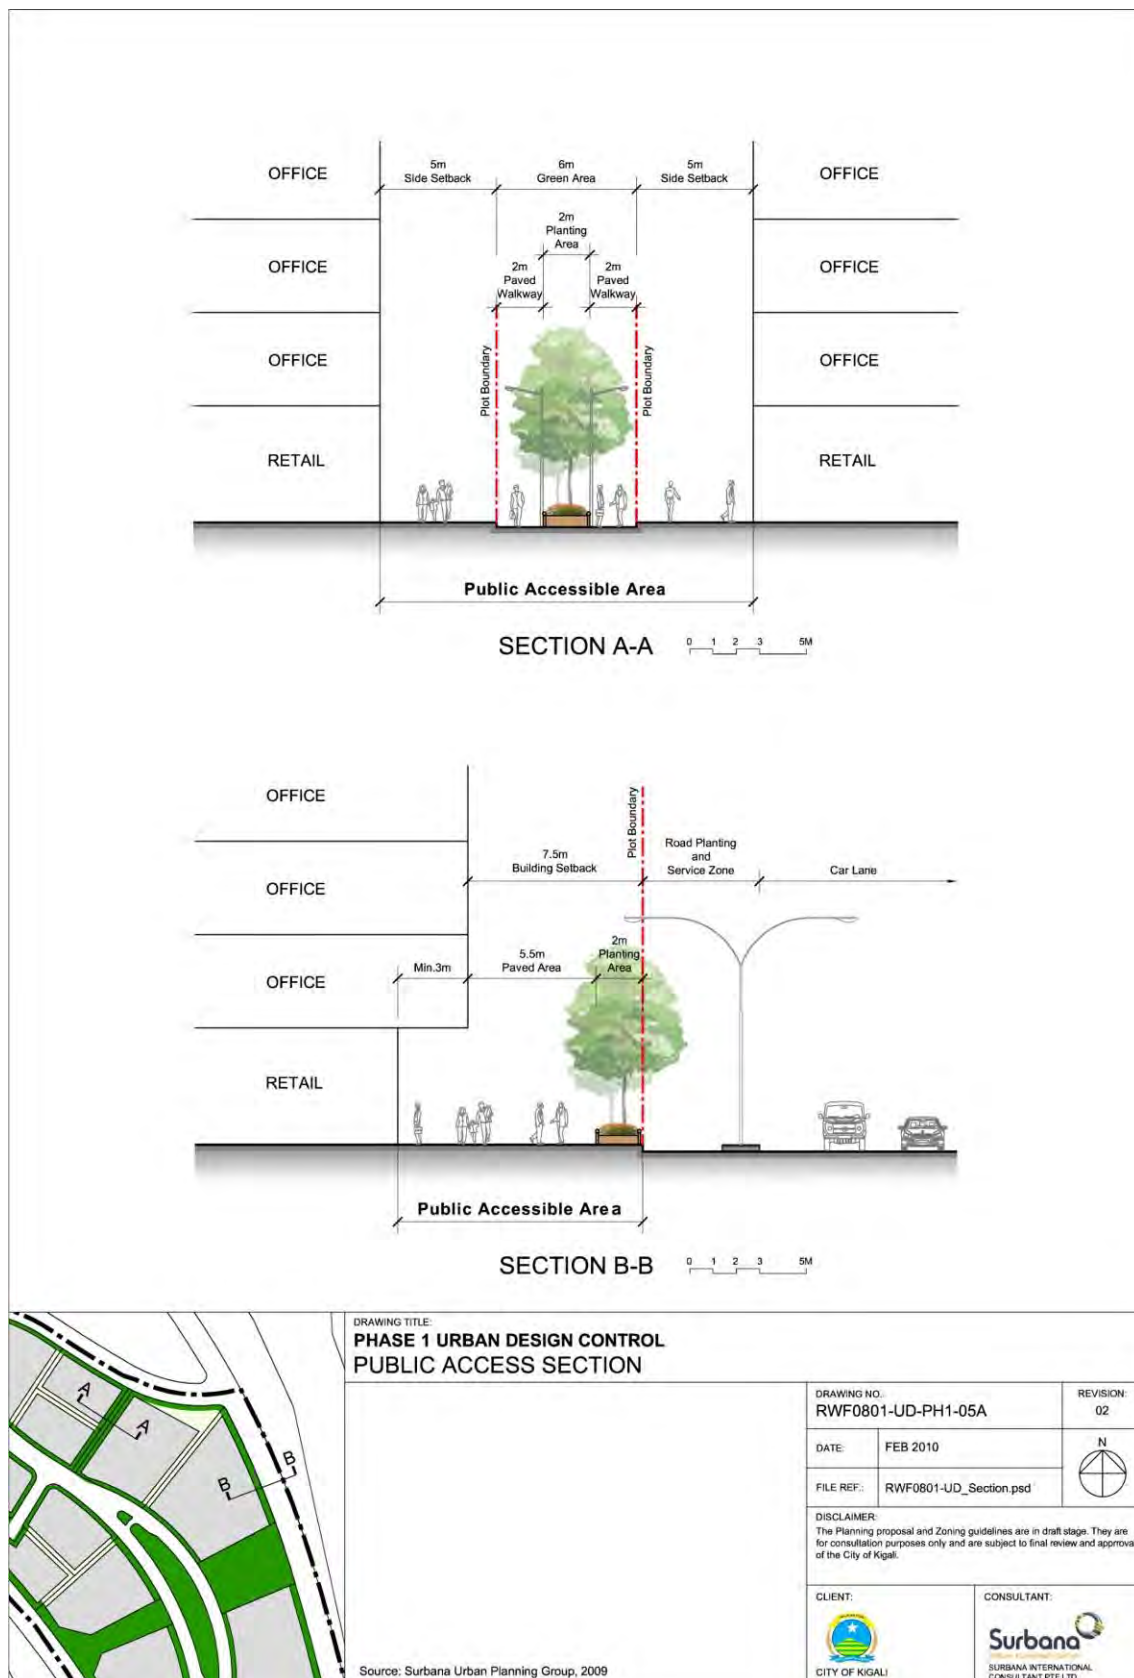 5m
Side Setback
6m
Green Area
5m
Side Setback
OFFICE
OFFICE
2m
Planting
Area
2m
Paved
Walkway
2m
Paved
Walkway
OFFICE
OFFICE
Plot Boundary
Plot Boundary
OFFICE
OFFICE
RETAIL
RETAIL
Public Accessible Area
SECTION A-A
0 1 2 3 5M
OFFICE
Plot Boundary
7.5m
Building Setback
Road Planting
and
Service Zone
Car Lane
OFFICE
Min.3m
5.5m
Paved Area
2m
Planting
Area
OFFICE
RETAIL
Public Accessible Area
SECTION B-B
0 1 2 3 5M
A
A
B
B
DRAWING TITLE:
PHASE 1 URBAN DESIGN CONTROL
PUBLIC ACCESS SECTION
Source: Surbana Urban Planning Group, 2009
DRAWING NO.:
RWF0801-UD-PH1-05A
REVISION:
02
DATE:
FEB 2010
N
FILE REF.:
RWF0801-UD_Section.psd
DISCLAIMER:
The Planning proposal and Zoning guidelines are in draft stage. They are
for consultation purposes only and are subject to final review and approva
of the City of Kigali.
CLIENT:
CITY OF KIGALI
CONSULTANT:
Surbana
SURBANA INTERNATIONAL
CONSULTANT PTE LTD